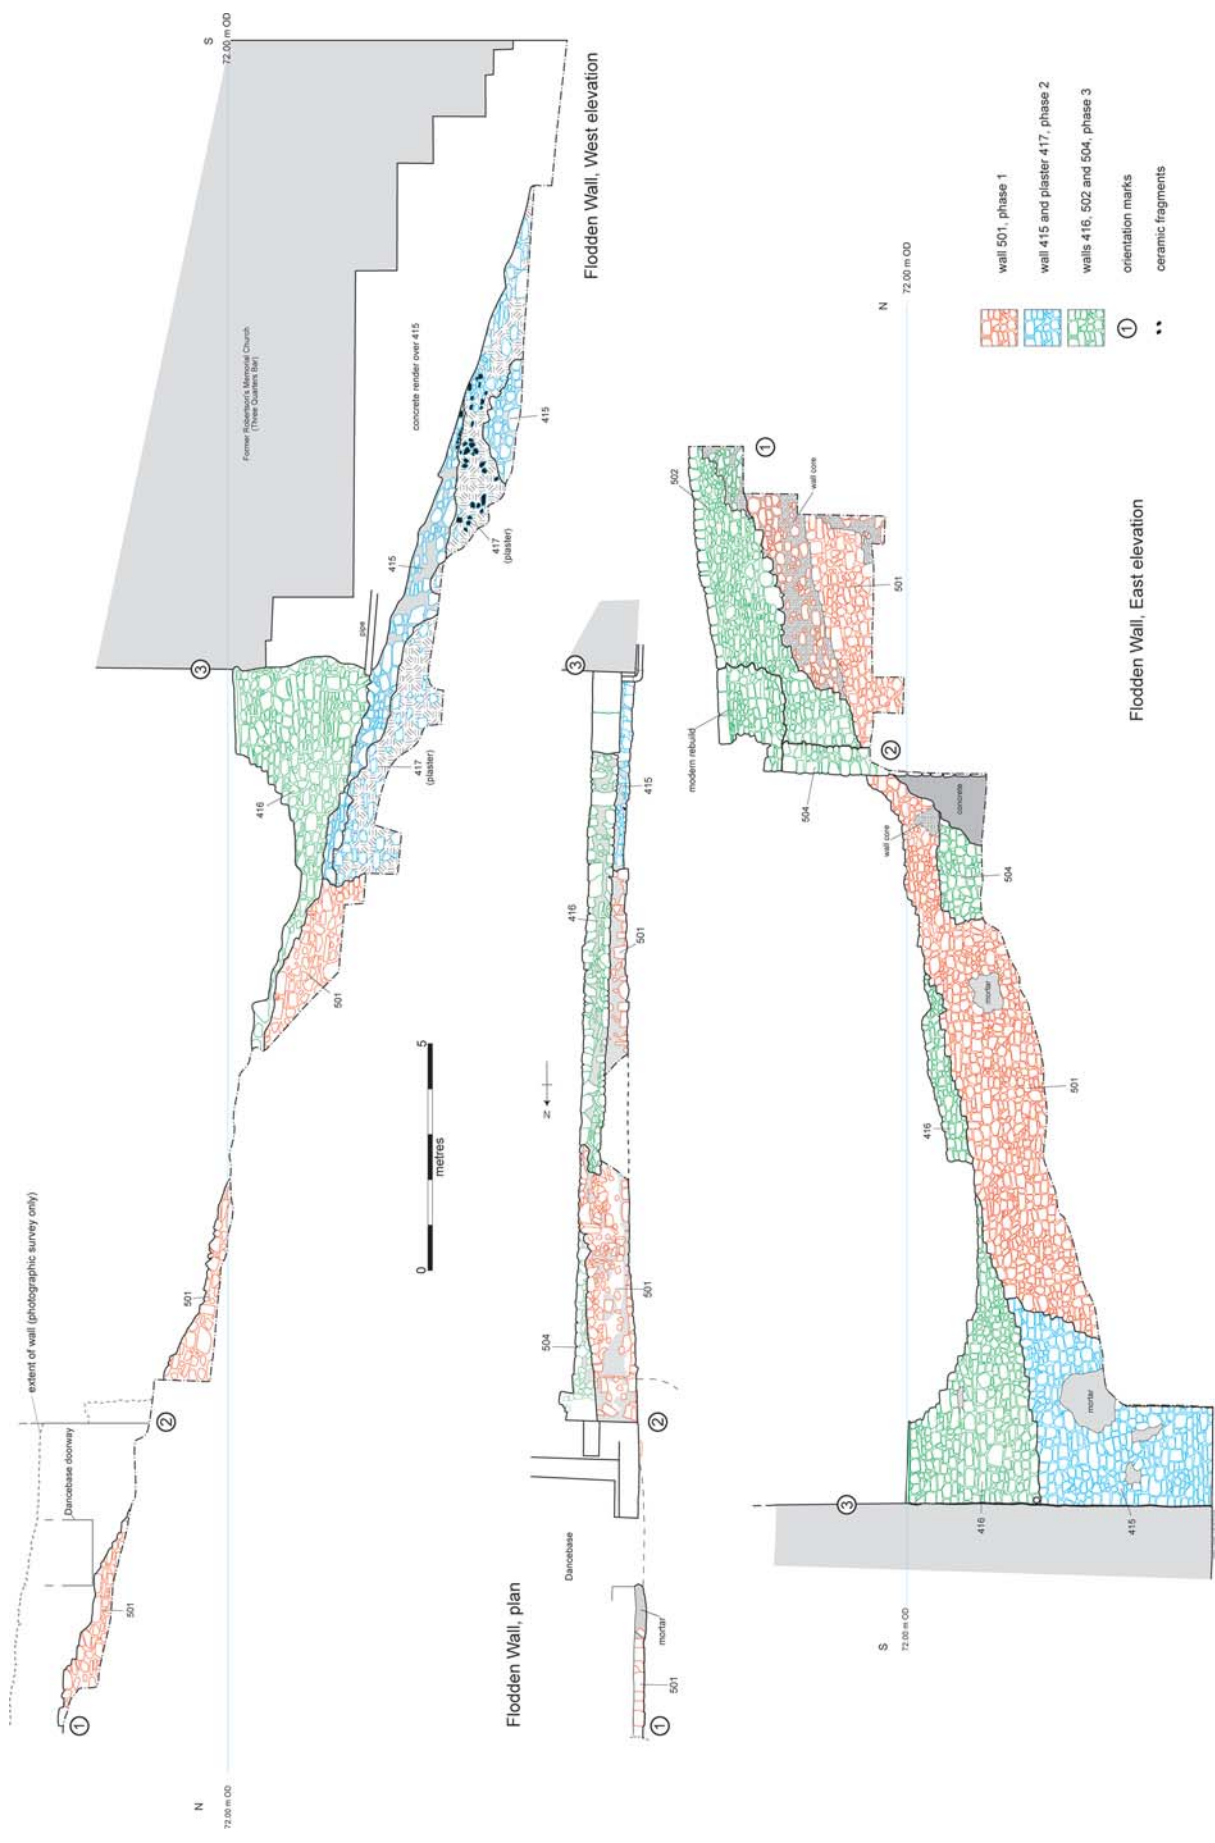 extent of wall (photographic survey only)
Dancebase doorway
1
2
3
501
501
501
N
72.00 m OD
S
72.00 m OD
416
pipe
417
(plaster)
415
417
(plaster)
415
concrete render over 415
Former Robertson's Memorial Church
(Three Quarters Bar)
Flodden Wall, West elevation
0
5
metres
Flodden Wall, plan
Dancebase
N
1
501
mortar
2
504
501
416
501
415
3
S
72.00 m OD
3
416
415
mortar
416
501
mortar
504
wall core
concrete
504
modern rebuild
2
502
501
wall core
1
N
72.00 m OD
Flodden Wall, East elevation
wall 501, phase 1
wall 415 and plaster 417, phase 2
walls 416, 502 and 504, phase 3
1
orientation marks
ceramic fragments